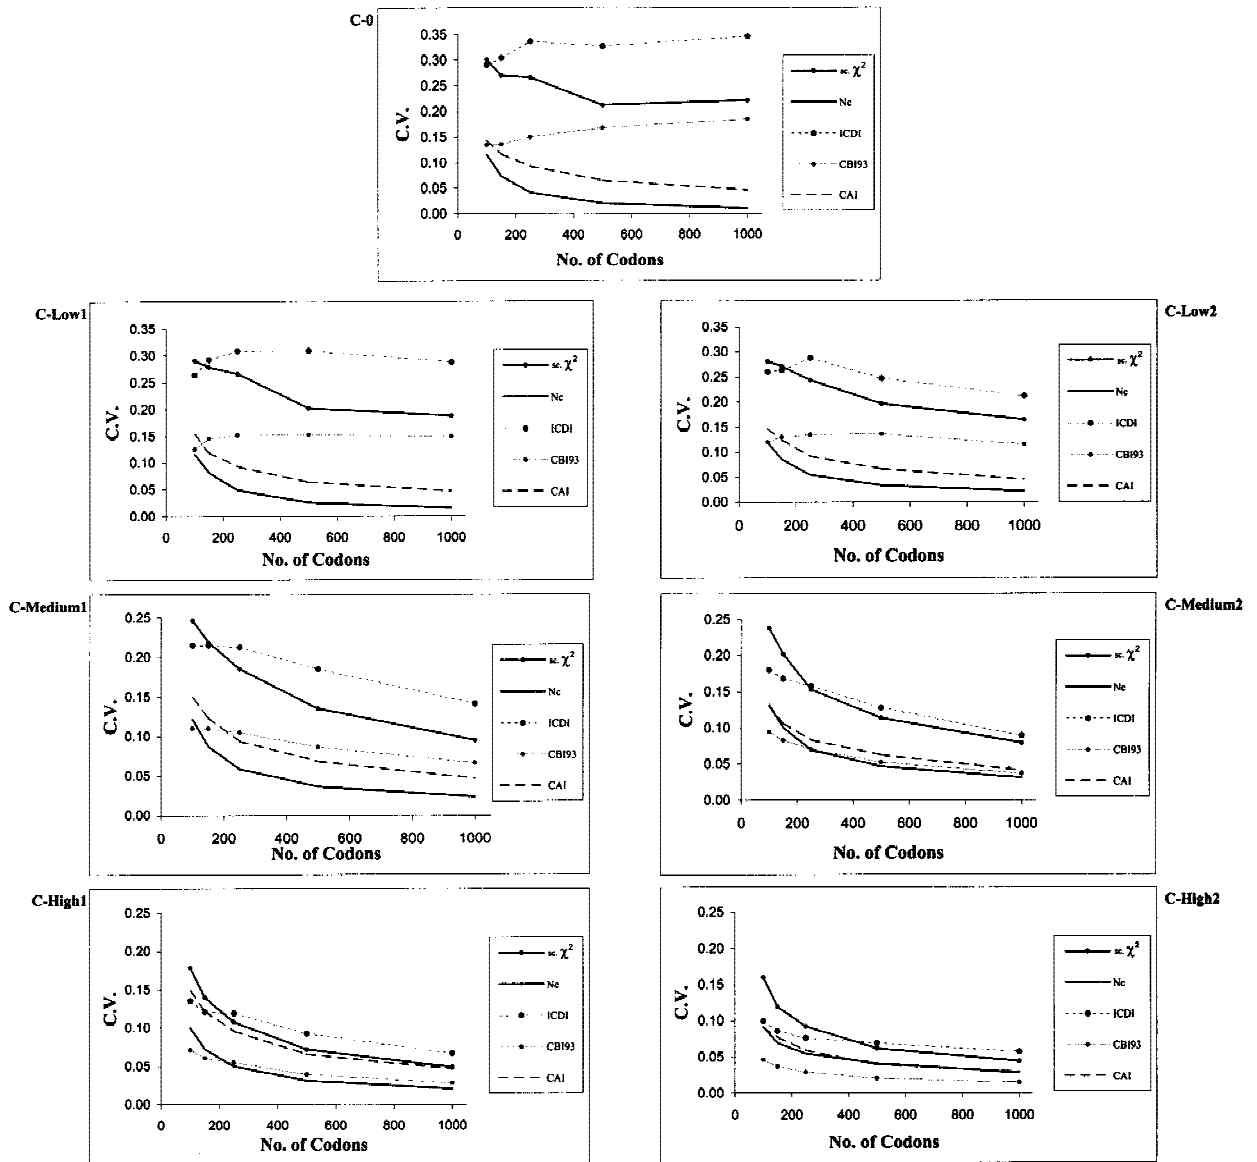 C-0
0.35
0.30
0.25
0.20
0.15
0.10
0.05
0.00
C.V.
0 200 400 600 800 1000
No. of Codons
sc. χ²
Nc
ICDI
CBI93
CAI
C-Low1
0.35
0.30
0.25
0.20
0.15
0.10
0.05
0.00
C.V.
0 200 400 600 800 1000
No. of Codons
sc. χ²
Nc
ICDI
CBI93
CAI
C-Low2
0.35
0.30
0.25
0.20
0.15
0.10
0.05
0.00
C.V.
0 200 400 600 800 1000
No. of Codons
sc. χ²
Nc
ICDI
CBI93
CAI
C-Medium1
0.25
0.20
0.15
0.10
0.05
0.00
C.V.
0 200 400 600 800 1000
No. of Codons
sc. χ²
Nc
ICDI
CBI93
CAI
C-Medium2
0.25
0.20
0.15
0.10
0.05
0.00
C.V.
0 200 400 600 800 1000
No. of Codons
sc. χ²
Nc
ICDI
CBI93
CAI
C-High1
0.25
0.20
0.15
0.10
0.05
0.00
C.V.
0 200 400 600 800 1000
No. of Codons
sc. χ²
Nc
ICDI
CBI93
CAI
C-High2
0.25
0.20
0.15
0.10
0.05
0.00
C.V.
0 200 400 600 800 1000
No. of Codons
sc. χ²
Nc
ICDI
CBI93
CAI